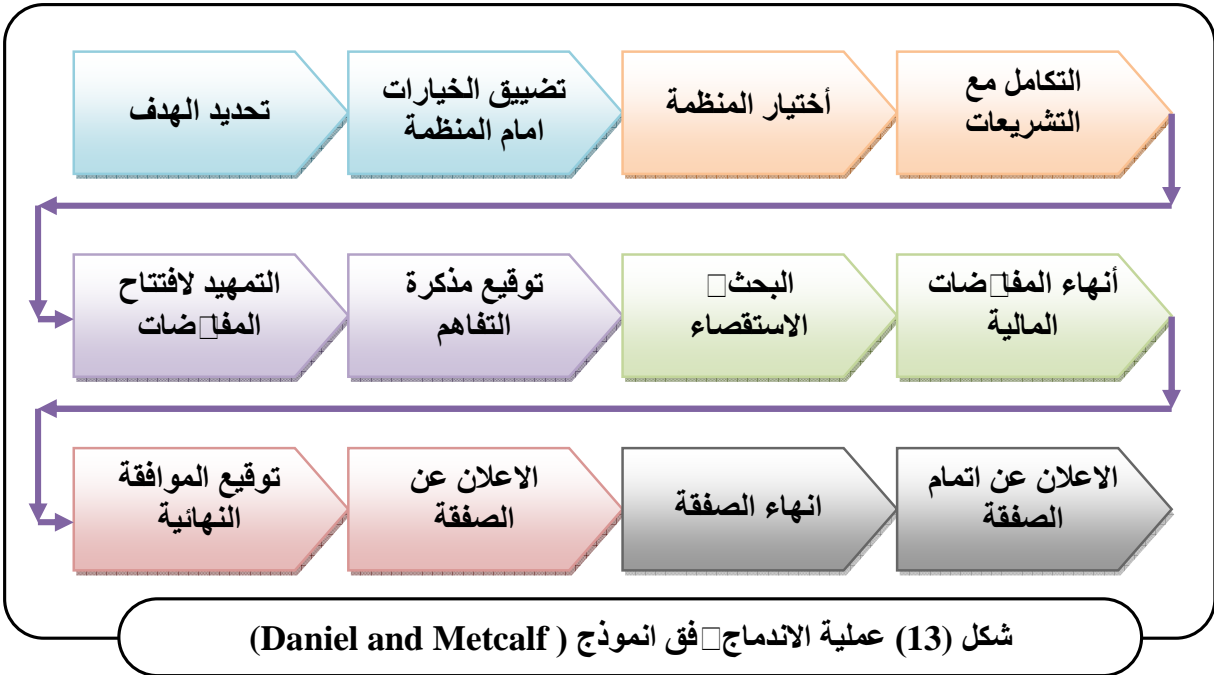 تحديد الهدف
تضييق الخيارات
امام المنظمة
أختيار المنظمة
التكامل مع
التشريعات
التمهيد لافتتاح
المفا□ضات
توقيع مذكرة
التفاهم
البحث□
الاستقصاء
أنهاء المفا□ضات
المالية
توقيع الموافقة
النهائية
الاعلان عن
الصفقة
انهاء الصفقة
الاعلان عن اتمام
الصفقة
شكل (13) عملية الاندماج□فق انموذج (Daniel and Metcalf )